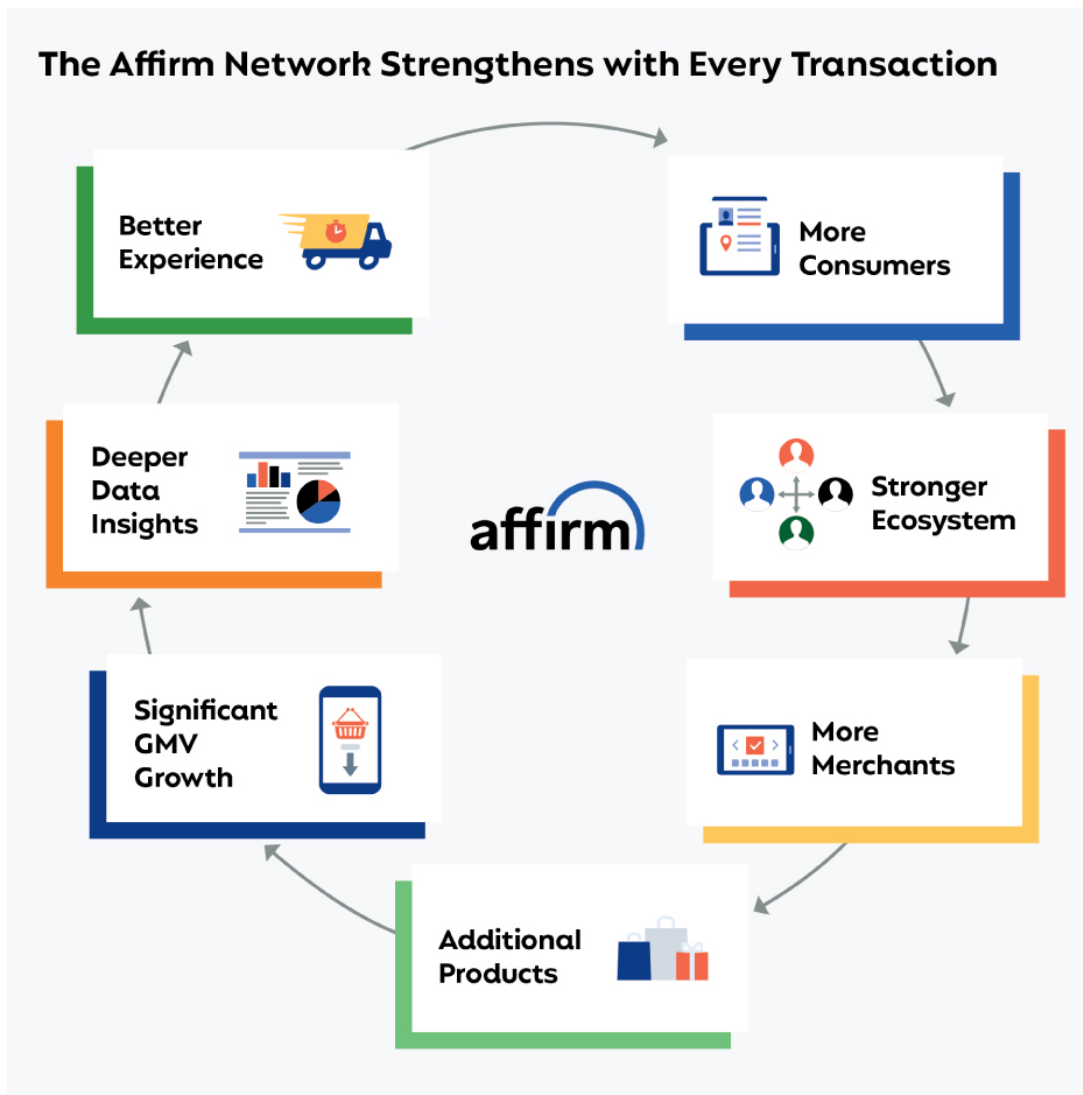 The Affirm Network Strengthens with Every Transaction
Better
Experience
More
Consumers
Deeper
Data
Insights
affirm
Stronger
Ecosystem
Significant
GMV
Growth
More
Merchants
Additional
Products